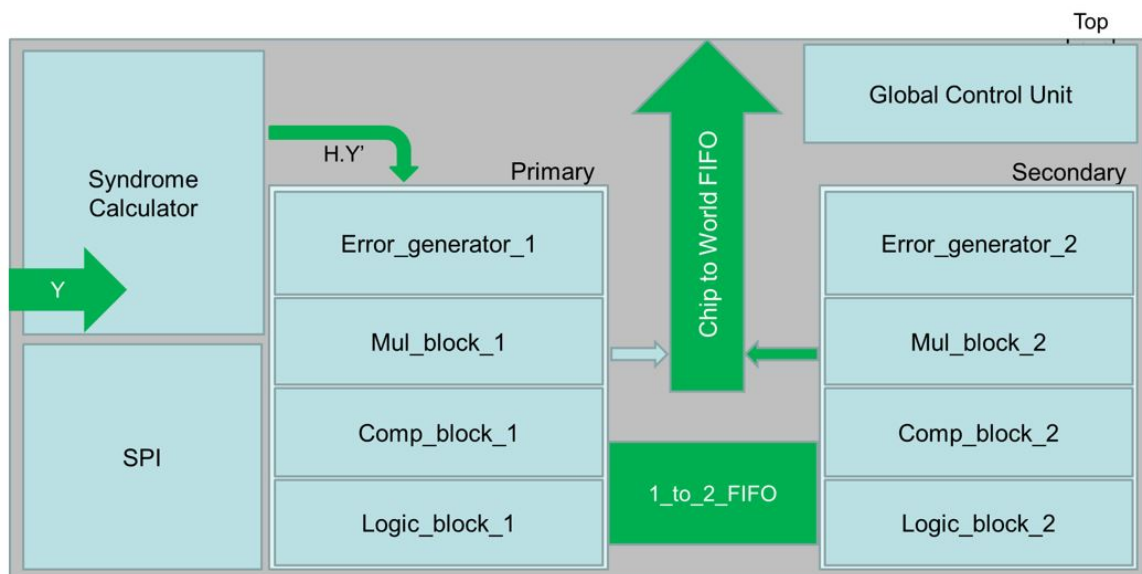 Top
Global Control Unit
Syndrome
Calculator
H.Y'
Y
SPI
Primary
Error_generator_1
Mul_block_1
Comp_block_1
Logic_block_1
Chip to World FIFO
1_to_2_FIFO
Secondary
Error_generator_2
Mul_block_2
Comp_block_2
Logic_block_2